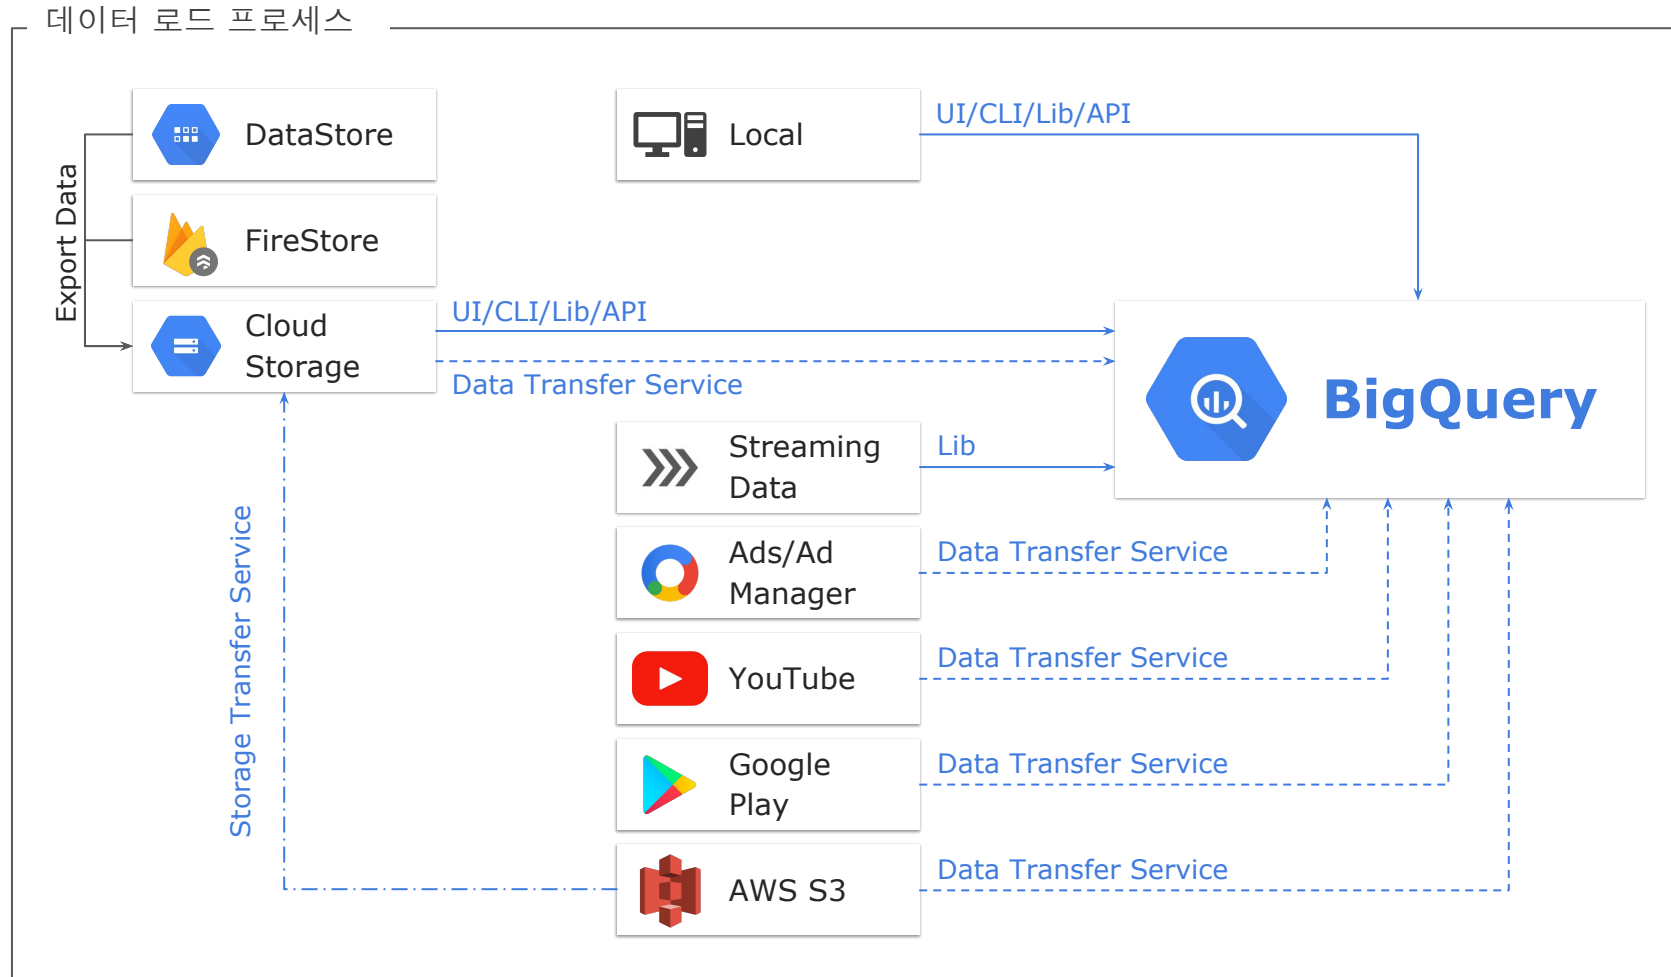 데이터 로드 프로세스
DataStore
Local
UI/CLI/Lib/API
Export Data
FireStore
Cloud
Storage
UI/CLI/Lib/API
Data Transfer Service
BigQuery
Streaming
Data
Lib
Storage Transfer Service
Ads/Ad
Manager
Data Transfer Service
YouTube
Data Transfer Service
Google
Play
Data Transfer Service
AWS S3
Data Transfer Service